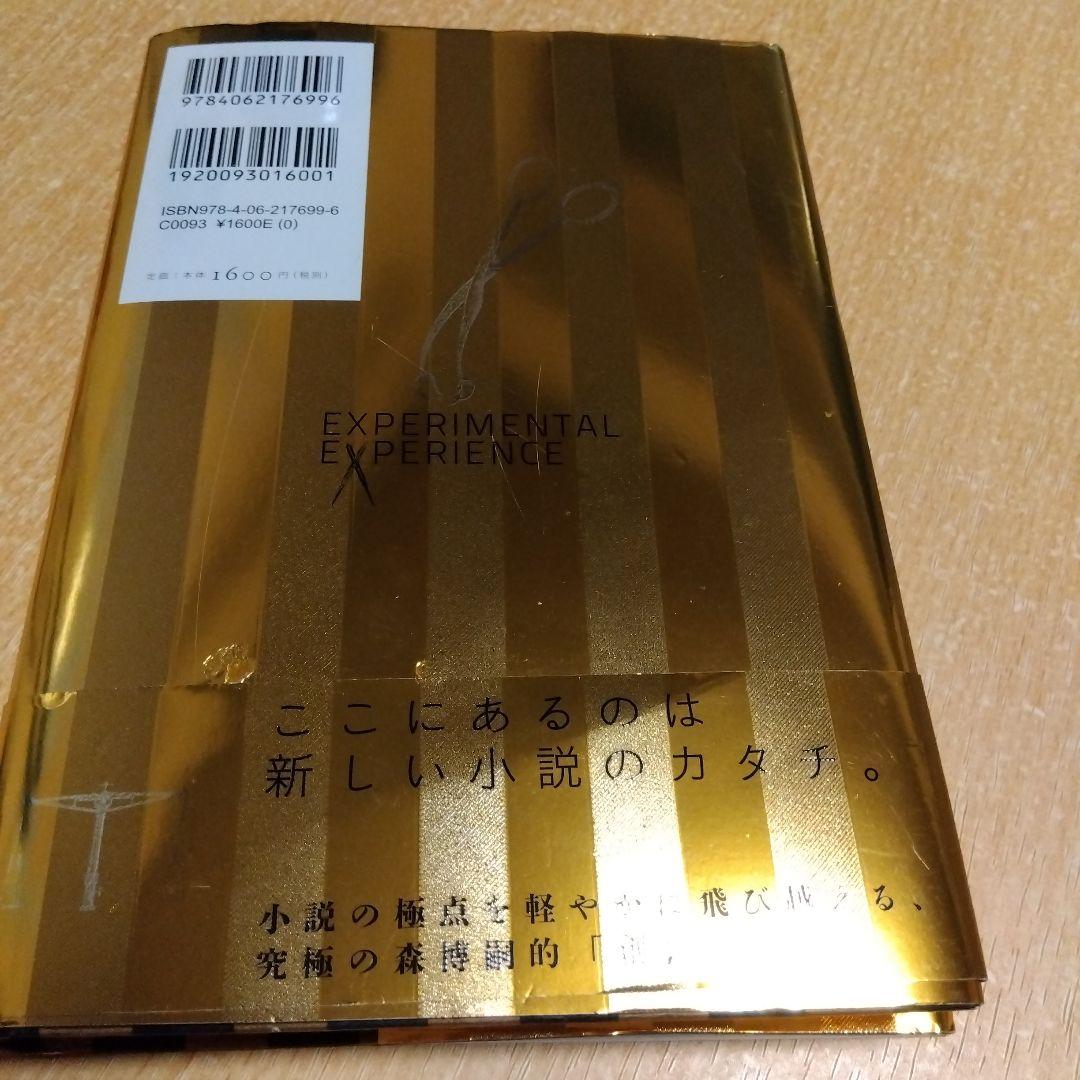 9784062176996
1920093016001
ISBN978-4-06-217699-6
C0093 ¥1600E (0)
定価：本体 1600円(税別)
EXPERIMENTAL
EXPERIENCE
ここにあるのは
新しい小説のカタチ。
小説の極点を軽やかに飛び越える、
究極の森博嗣的「